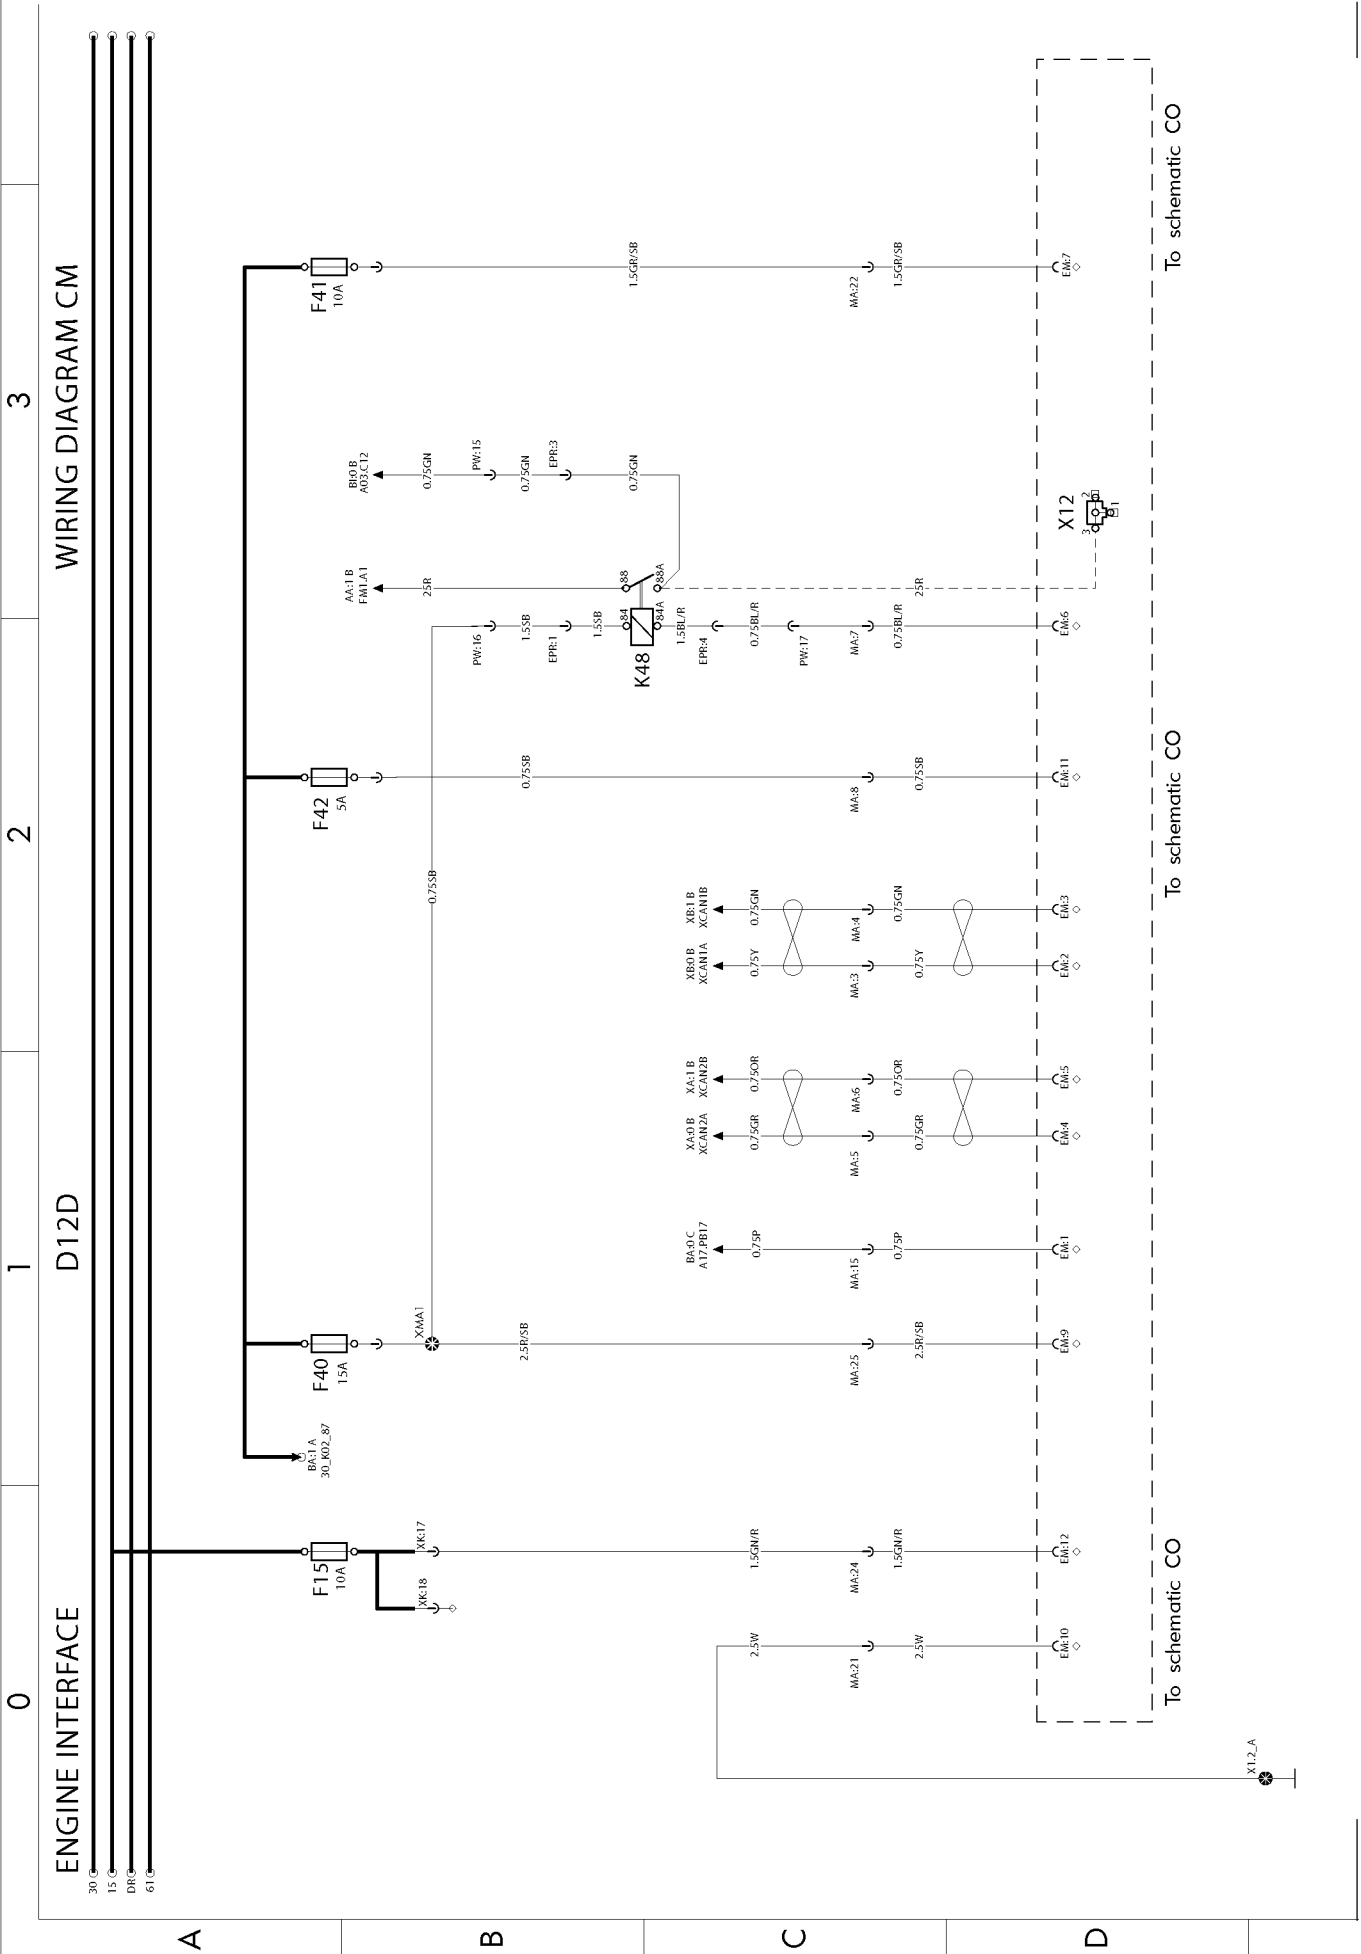 0
1
2
3
ENGINE INTERFACE
D12D
WIRING DIAGRAM CM
30
15
DR
61
A
B
C
D
F15
10A
BA:1 A
30_K02_87
F40
15A
F42
5A
F41
10A
XK:18
XK:17
XMA1
AA:1 B
FM1.A1
BI:0 B
A03.C12
25R
0.75GN
0.75SB
PW:16
PW:15
2.5R/SB
0.75SB
1.5SB
0.75GN
EPR:1
EPR:3
1.5SB
84
88
0.75GN
1.5GR/SB
K48
84A
88A
1.5BL/R
BA:0 C
A17.PB17
XA:0 B
XCAN2A
XA:1 B
XCAN2B
XB:0 B
XCAN1A
XB:1 B
XCAN1B
EPR:4
2.5W
1.5GN/R
0.75P
0.75GR
0.75OR
0.75Y
0.75GN
0.75BL/R
PW:17
MA:21
MA:24
MA:25
MA:15
MA:5
MA:6
MA:3
MA:4
MA:8
MA:7
MA:22
2.5W
1.5GN/R
2.5R/SB
0.75P
0.75GR
0.75OR
0.75Y
0.75GN
0.75SB
0.75BL/R
25R
1.5GR/SB
EM:10
EM:12
EM:9
EM:1
EM:4
EM:5
EM:2
EM:3
EM:11
EM:6
X12
3
2
1
EM:7
To schematic CO
To schematic CO
To schematic CO
X1.2_A